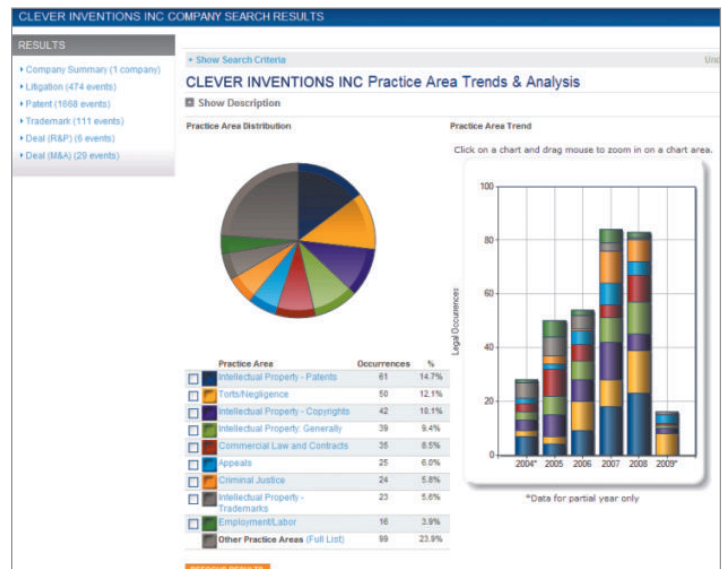 CLEVER INVENTIONS INC COMPANY SEARCH RESULTS
RESULTS
Company Summary (1 company)
Litigation (474 events)
Patent (1668 events)
Trademark (111 events)
Deal (R&P) (6 events)
Deal (M&A) (29 events)
+ Show Search Criteria
CLEVER INVENTIONS INC Practice Area Trends & Analysis
Show Description
Practice Area Distribution
Practice Area Trend
Click on a chart and drag mouse to zoom in on a chart area.
100
80
60
40
20
0
Legal Occurrences
2004* 2005 2006 2007 2008 2009*
*Data for partial year only
Practice Area Occurrences %
Intellectual Property - Patents 61 14.7%
Torts/Negligence 50 12.1%
Intellectual Property - Copyrights 42 10.1%
Intellectual Property: Generally 39 9.4%
Commercial Law and Contracts 35 8.5%
Appeals 25 6.0%
Criminal Justice 24 5.8%
Intellectual Property - 23 5.6%
Trademarks
Employment/Labor 16 3.9%
Other Practice Areas (Full List) 99 23.9%